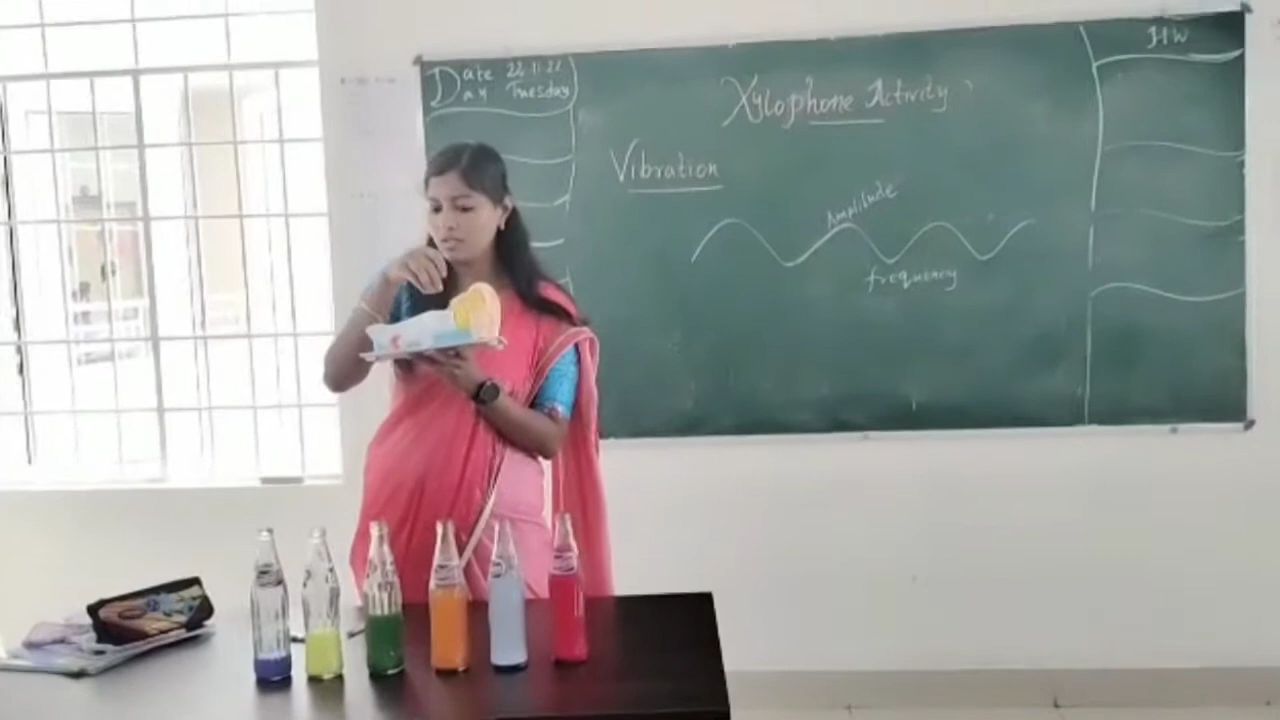 Date 22.11.22
Day Tuesday
Xylophone Activity
HW
Vibration
Amplitude
frequency